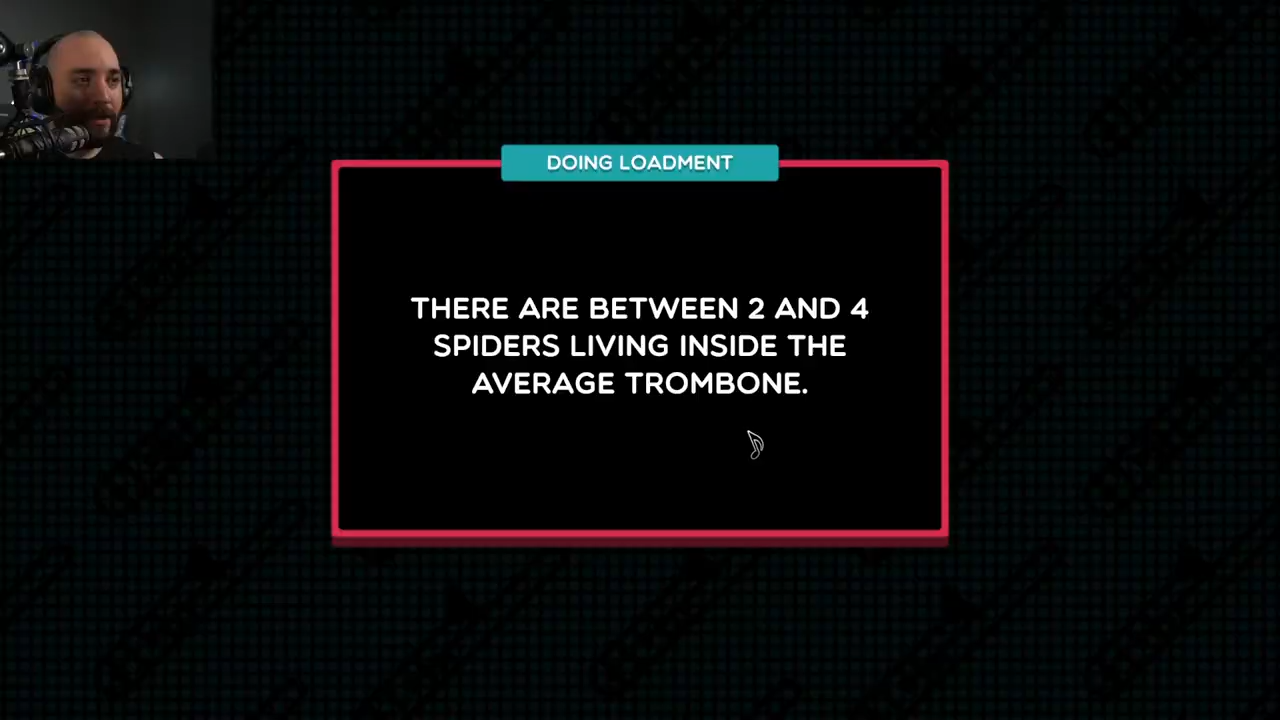 DOING LOADMENT
THERE ARE BETWEEN 2 AND 4
SPIDERS LIVING INSIDE THE
AVERAGE TROMBONE.